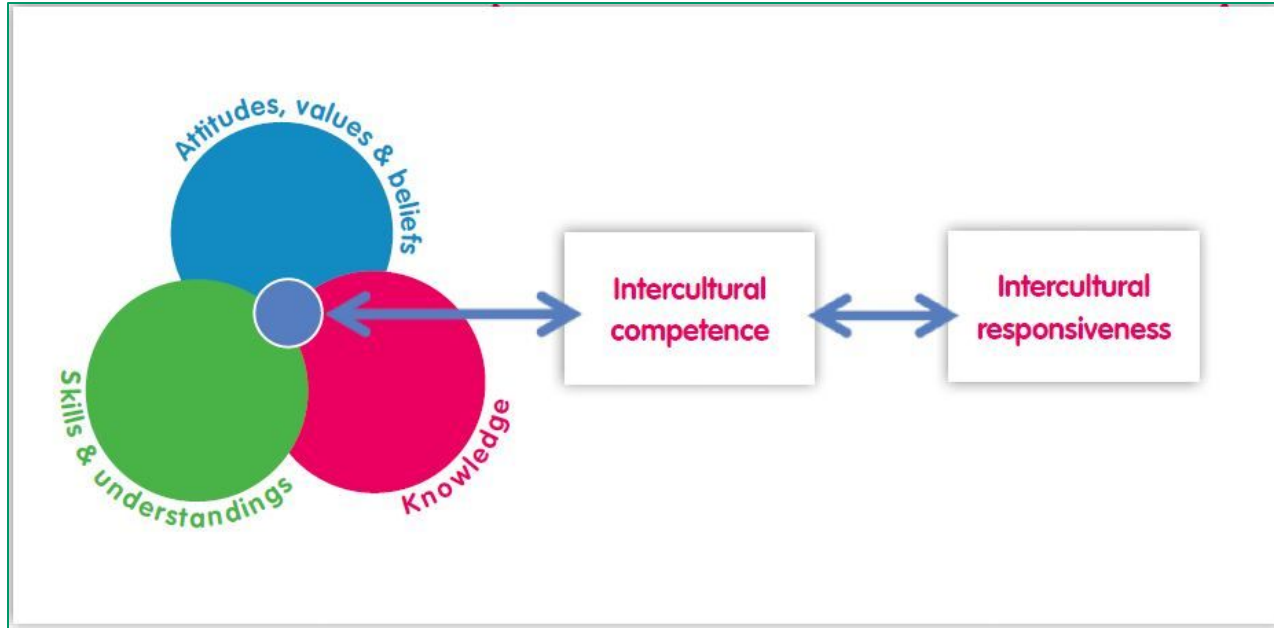 Attitudes, values & beliefs
Skills & understandings
Knowledge
Intercultural
competence
Intercultural
responsiveness